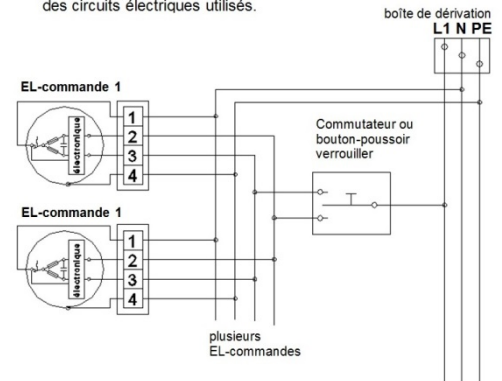 des circuits électriques utilisés.
boîte de dérivation
L1 N PE
EL-commande 1
électronique
1
2
3
4
Commutateur ou
bouton-poussoir
verrouiller
EL-commande 1
électronique
1
2
3
4
plusieurs
EL-commandes